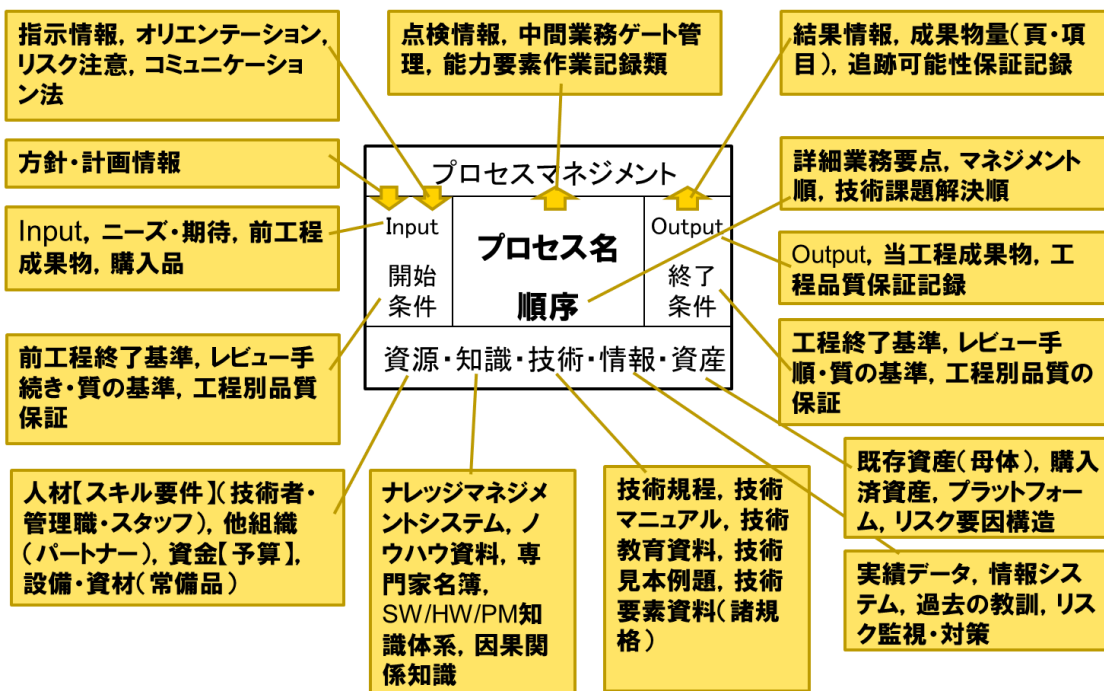 指示情報, オリエンテーション,
リスク注意, コミュニケーショ
ン法
点検情報, 中間業務ゲート管
理, 能力要素作業記録類
結果情報, 成果物量(頁・項
目), 追跡可能性保証記録
方針・計画情報
プロセスマネジメント
詳細業務要点, マネジメント
順, 技術課題解決順
Input, ニーズ・期待, 前工程
成果物, 購入品
Input
開始
条件
プロセス名
順序
Output
終了
条件
Output, 当工程成果物, 工
程品質保証記録
前工程終了基準, レビュー手
続き・質の基準, 工程別品質
保証
資源・知識・技術・情報・資産
工程終了基準, レビュー手
順・質の基準, 工程別品質の
保証
人材【スキル要件】(技術者・
管理職・スタッフ), 他組織
(パートナー), 資金【予算】,
設備・資材(常備品)
ナレッジマネジメ
ントシステム, ノ
ウハウ資料, 専
門家名簿,
SW/HW/PM知
識体系, 因果関
係知識
技術規程, 技術
マニュアル, 技術
教育資料, 技術
見本例題, 技術
要素資料(諸規
格)
既存資産(母体), 購入
済資産, プラットフォー
ム, リスク要因構造
実績データ, 情報シス
テム, 過去の教訓, リス
ク監視・対策